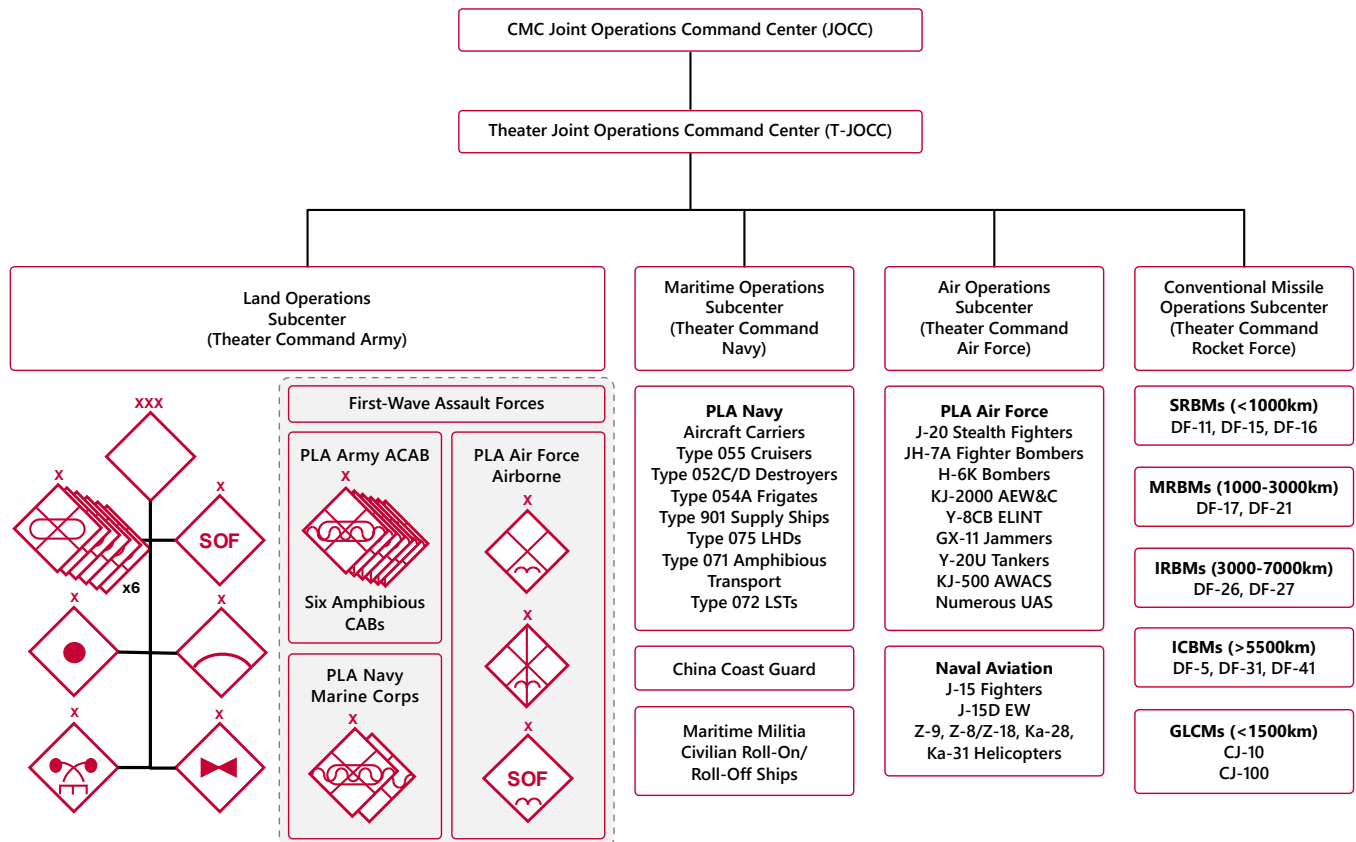 CMC Joint Operations Command Center (JOCC)
Theater Joint Operations Command Center (T-JOCC)
Land Operations
Subcenter
(Theater Command Army)
Maritime Operations
Subcenter
(Theater Command
Navy)
Air Operations
Subcenter
(Theater Command
Air Force)
Conventional Missile
Operations Subcenter
(Theater Command
Rocket Force)
XXX
X
x6
X
SOF
X
X
X
X
First-Wave Assault Forces
PLA Army ACAB
X
Six Amphibious
CABs
PLA Navy
Marine Corps
X
PLA Air Force
Airborne
X
X
X
SOF
PLA Navy
Aircraft Carriers
Type 055 Cruisers
Type 052C/D Destroyers
Type 054A Frigates
Type 901 Supply Ships
Type 075 LHDs
Type 071 Amphibious
Transport
Type 072 LSTs
China Coast Guard
Maritime Militia
Civilian Roll-On/
Roll-Off Ships
PLA Air Force
J-20 Stealth Fighters
JH-7A Fighter Bombers
H-6K Bombers
KJ-2000 AEW&C
Y-8CB ELINT
GX-11 Jammers
Y-20U Tankers
KJ-500 AWACS
Numerous UAS
Naval Aviation
J-15 Fighters
J-15D EW
Z-9, Z-8/Z-18, Ka-28,
Ka-31 Helicopters
SRBMs (<1000km)
DF-11, DF-15, DF-16
MRBMs (1000-3000km)
DF-17, DF-21
IRBMs (3000-7000km)
DF-26, DF-27
ICBMs (>5500km)
DF-5, DF-31, DF-41
GLCMs (<1500km)
CJ-10
CJ-100